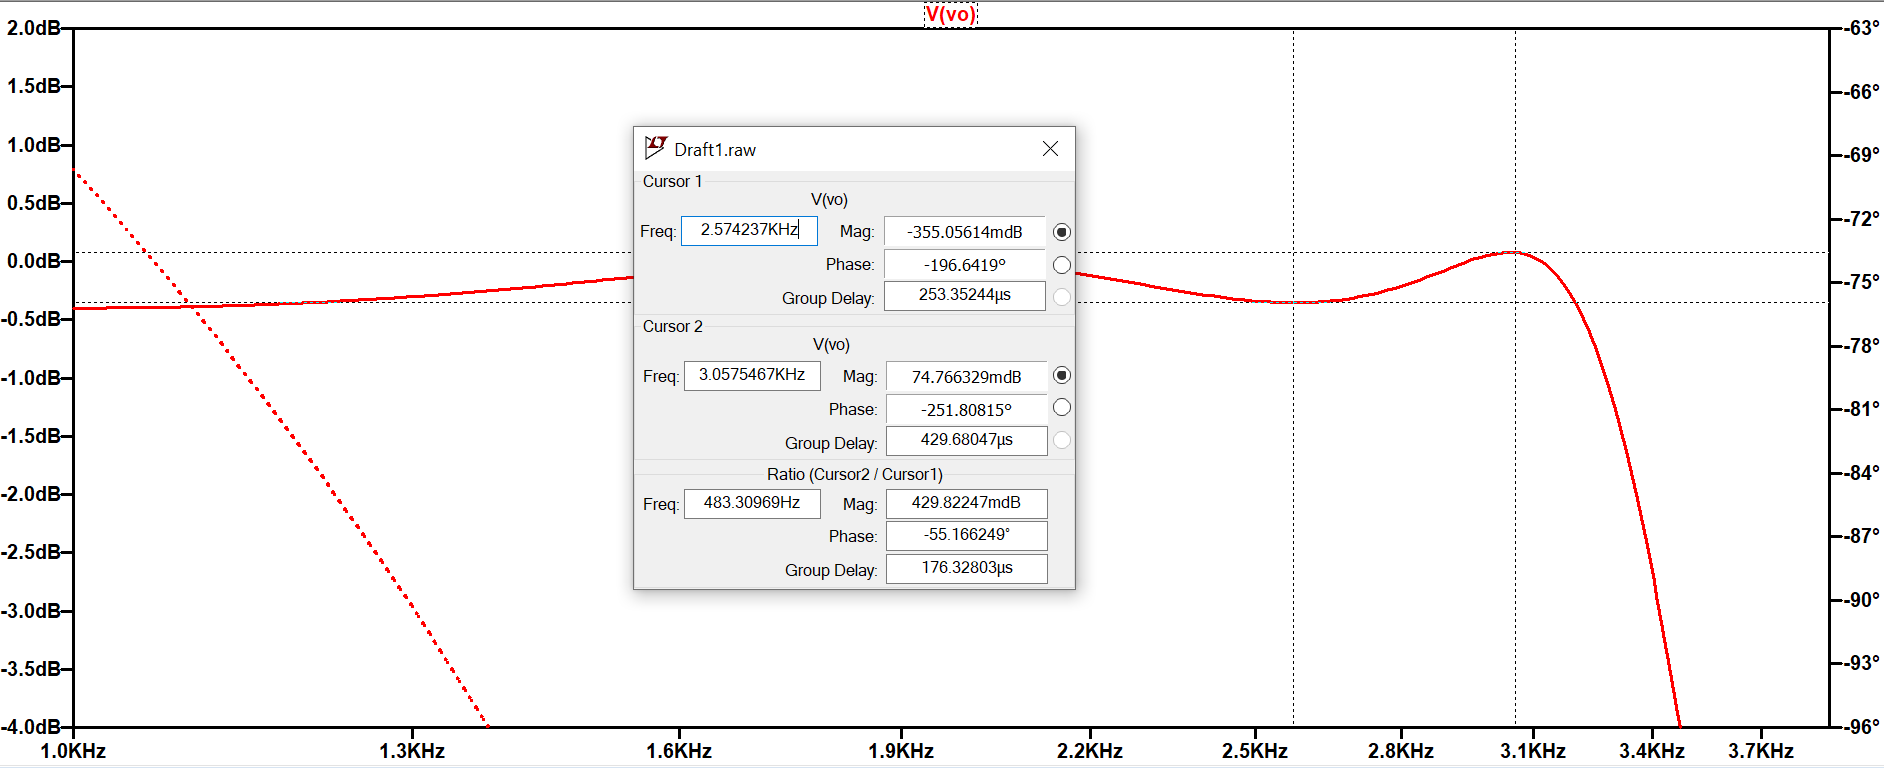 V(vo)
2.0dB
1.5dB
1.0dB
0.5dB
0.0dB
-0.5dB
-1.0dB
-1.5dB
-2.0dB
-2.5dB
-3.0dB
-3.5dB
-4.0dB
Draft1.raw
Cursor 1
V(vo)
Freq: 2.574237KHz Mag: -355.05614mdB
Phase: -196.6419°
Group Delay: 253.35244µs
Cursor 2
V(vo)
Freq: 3.0575467KHz Mag: 74.766329mdB
Phase: -251.80815°
Group Delay: 429.68047µs
Ratio (Cursor2 / Cursor1)
Freq: 483.30969Hz Mag: 429.82247mdB
Phase: -55.166249°
Group Delay: 176.32803µs
-63°
-66°
-69°
-72°
-75°
-78°
-81°
-84°
-87°
-90°
-93°
-96°
1.0KHz 1.3KHz 1.6KHz 1.9KHz 2.2KHz 2.5KHz 2.8KHz 3.1KHz 3.4KHz 3.7KHz